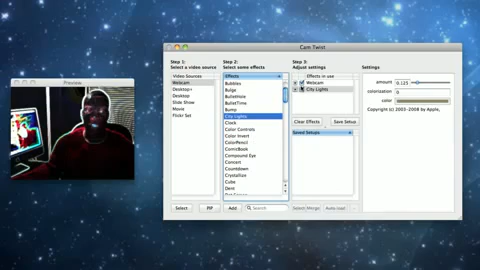 Preview
Cam Twist
Step 1:
Select a video source
Step 2:
Select some effects
Step 3:
Adjust settings
Video Sources
Webcam
Desktop+
Desktop
Slide Show
Movie
Flickr Set
Effects
Bubbles
Bulge
BulletHole
BulletTime
Bump
City Lights
Clock
Color Controls
Color Invert
ColorPencil
ComicBook
Compound Eye
Concert
Countdown
Crystallize
Cube
Dent
Effects in use
Webcam
City Lights
Clear Effects
Save Setup
Saved Setups
Settings
amount
0.125
colorization
0
color
Copyright (c) 2003-2008 by Apple,
Select
PIP
Add
Search
Select
Merge
Auto Load